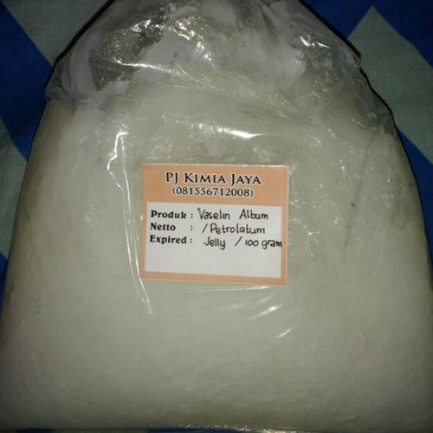 PJ KIMIA JAYA
(081556712008)
Produk : Vaselin Album
Netto : /Petrolatum
Expired : Jelly / 100 gram